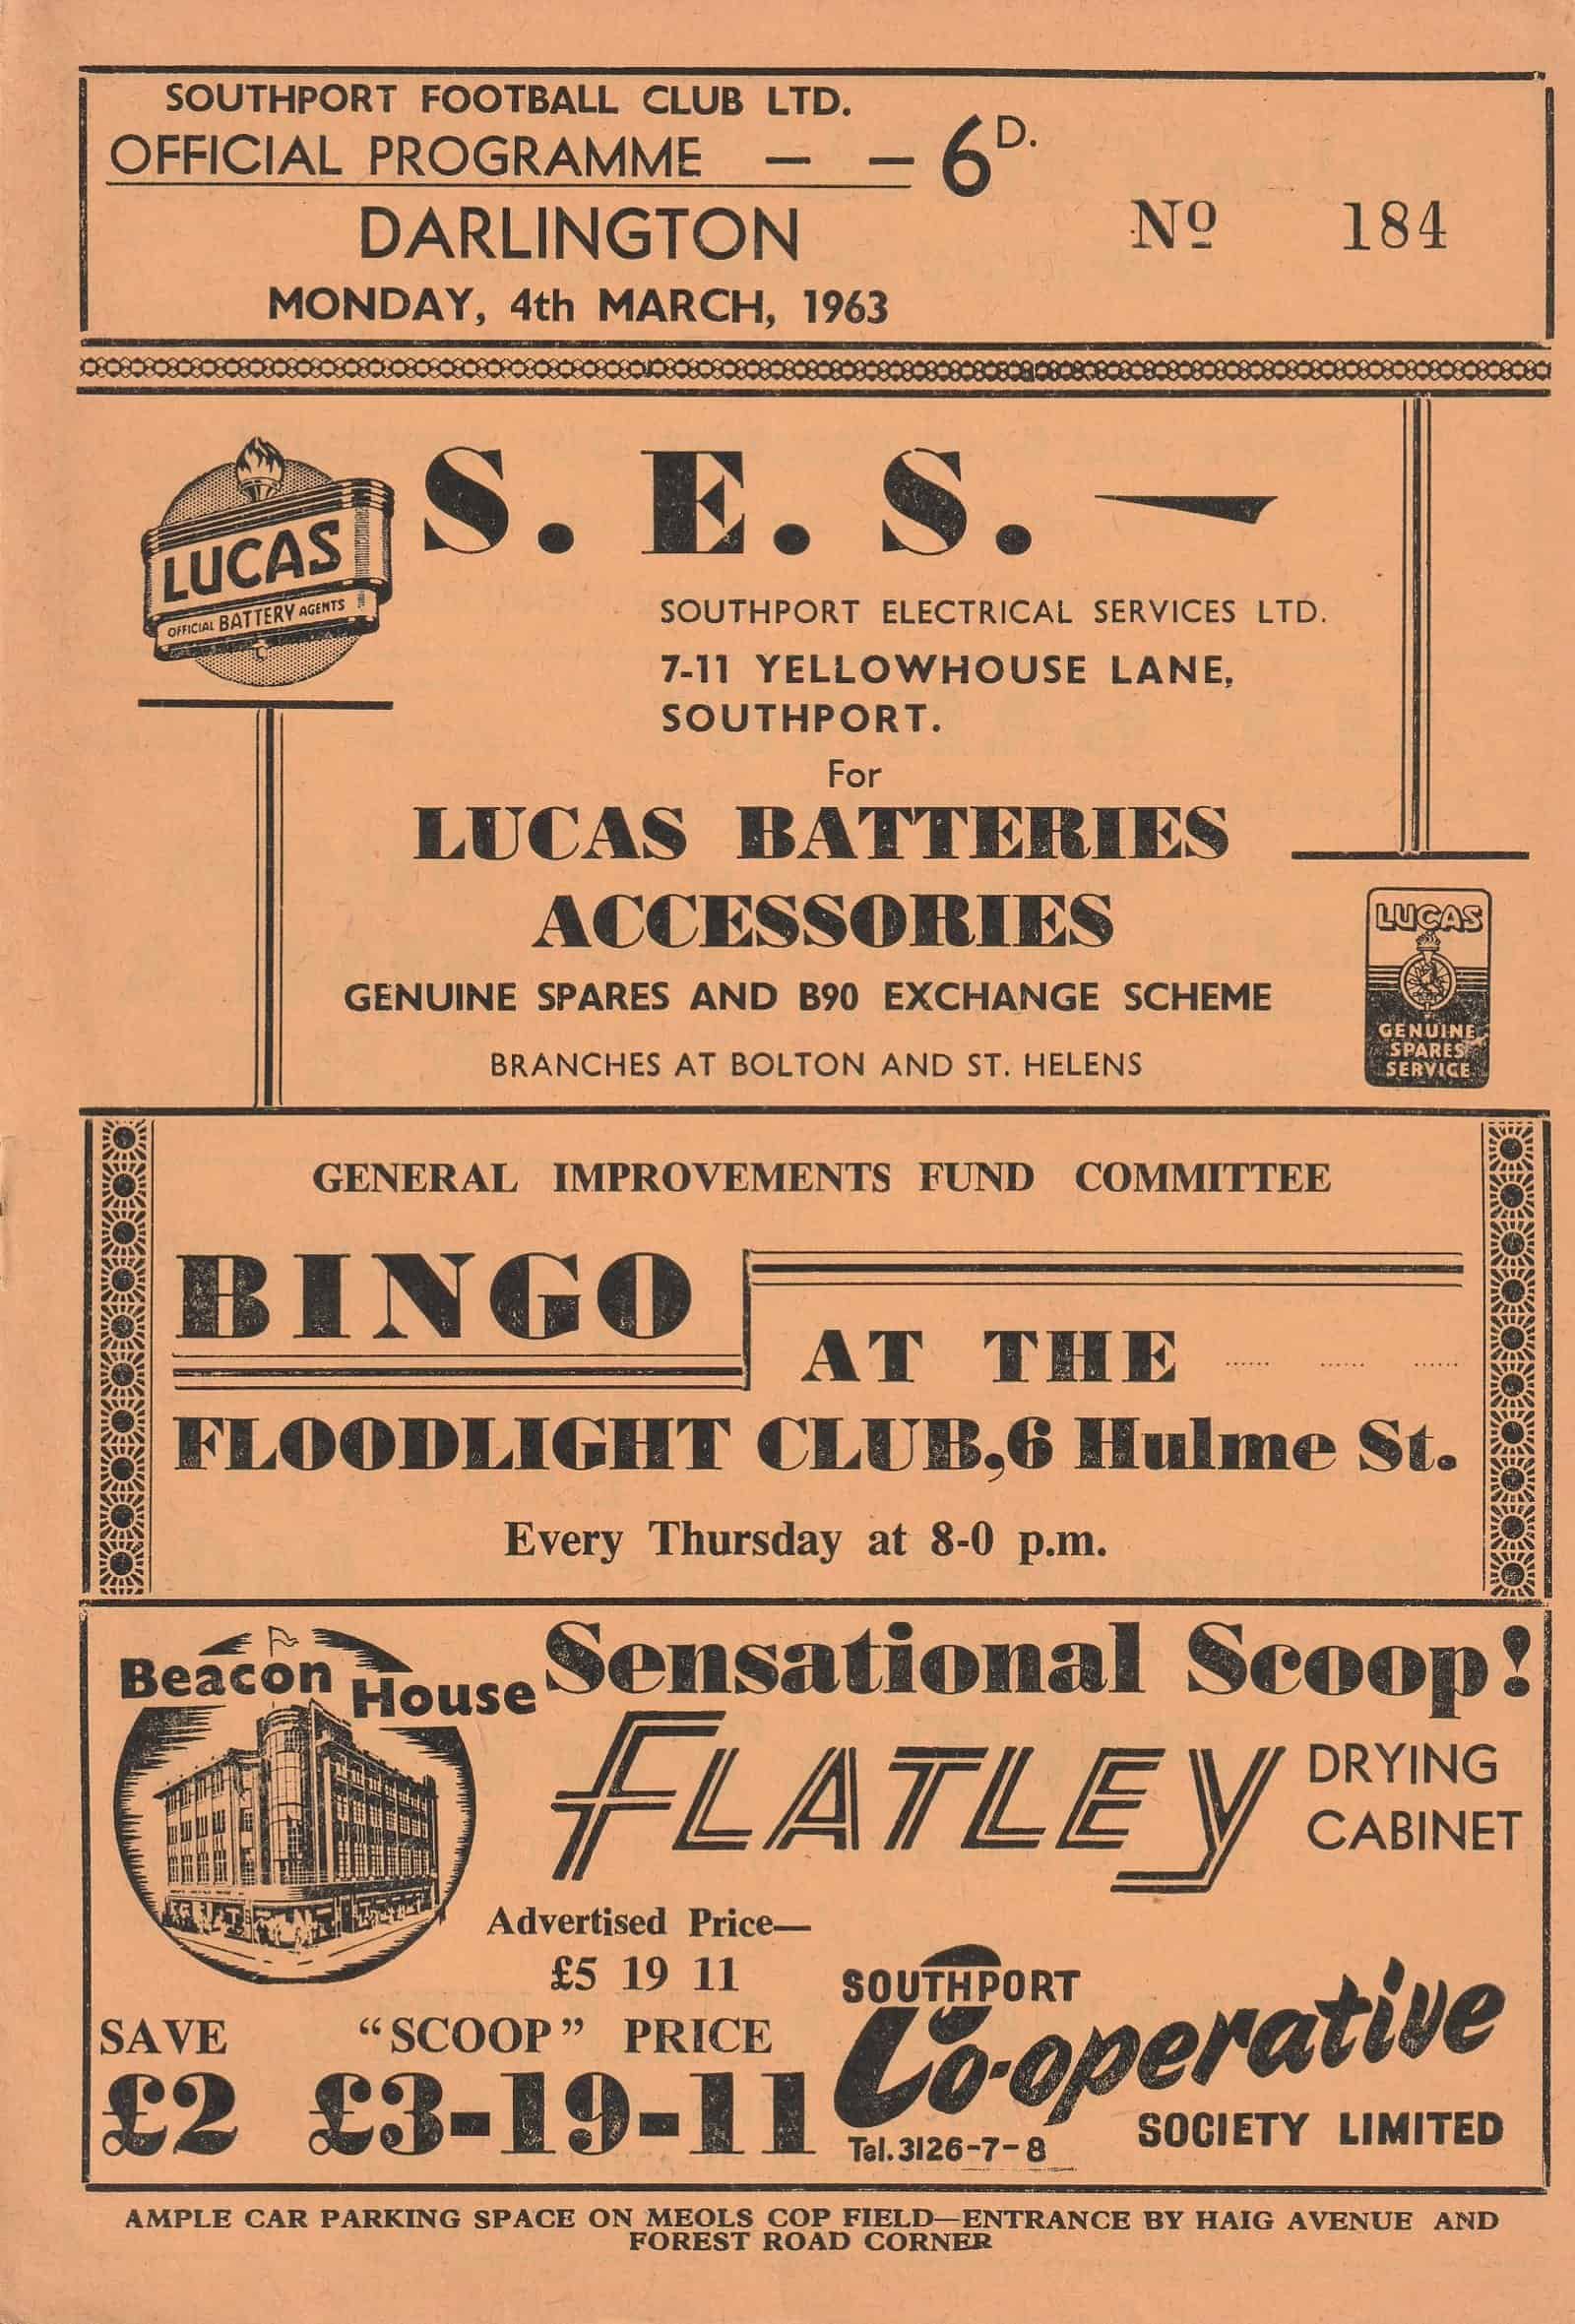 SOUTHPORT FOOTBALL CLUB LTD.
OFFICIAL PROGRAMME — — 6D.
DARLINGTON
Nº 184
MONDAY, 4th MARCH, 1963
LUCAS
OFFICIAL BATTERY AGENTS
S. E. S.
SOUTHPORT ELECTRICAL SERVICES LTD.
7-11 YELLOWHOUSE LANE,
SOUTHPORT.
For
LUCAS BATTERIES
ACCESSORIES
GENUINE SPARES AND B90 EXCHANGE SCHEME
BRANCHES AT BOLTON AND ST. HELENS
LUCAS
GENUINE
SPARES
SERVICE
GENERAL IMPROVEMENTS FUND COMMITTEE
BINGO
AT THE ...... ...... ......
FLOODLIGHT CLUB,6 Hulme St.
Every Thursday at 8-0 p.m.
Beacon House
Sensational Scoop!
FLATLEY
DRYING
CABINET
Advertised Price—
£5 19 11
SAVE
£2
“SCOOP” PRICE
£3-19-11
SOUTHPORT
Co-operative
SOCIETY LIMITED
Tel.3126-7-8
AMPLE CAR PARKING SPACE ON MEOLS COP FIELD—ENTRANCE BY HAIG AVENUE AND
FOREST ROAD CORNER